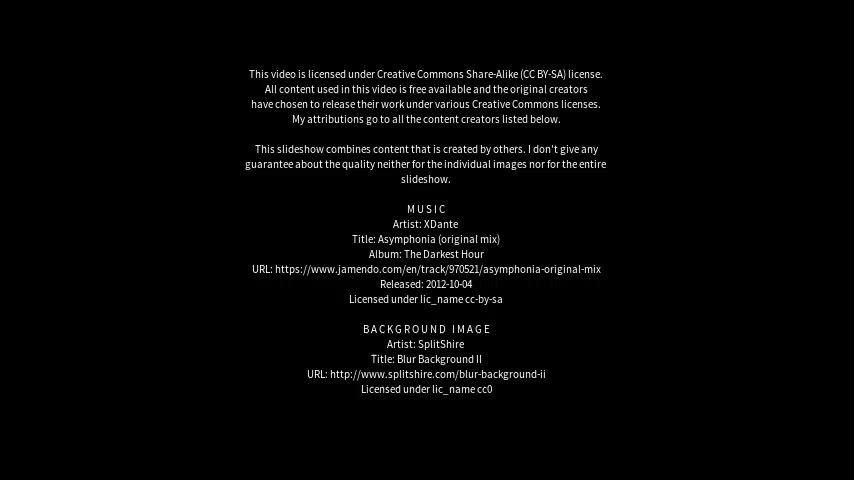 This video is licensed under Creative Commons Share-Alike (CC BY-SA) license.
All content used in this video is free available and the original creators
have chosen to release their work under various Creative Commons licenses.
My attributions go to all the content creators listed below.
This slideshow combines content that is created by others. I don't give any
guarantee about the quality neither for the individual images nor for the entire
slideshow.
MUSIC
Artist: XDante
Title: Asymphonia (original mix)
Album: The Darkest Hour
URL: https://www.jamendo.com/en/track/970521/asymphonia-original-mix
Released: 2012-10-04
Licensed under lic_name cc-by-sa
BACKGROUND IMAGE
Artist: SplitShire
Title: Blur Background II
URL: http://www.splitshire.com/blur-background-ii
Licensed under lic_name cc0